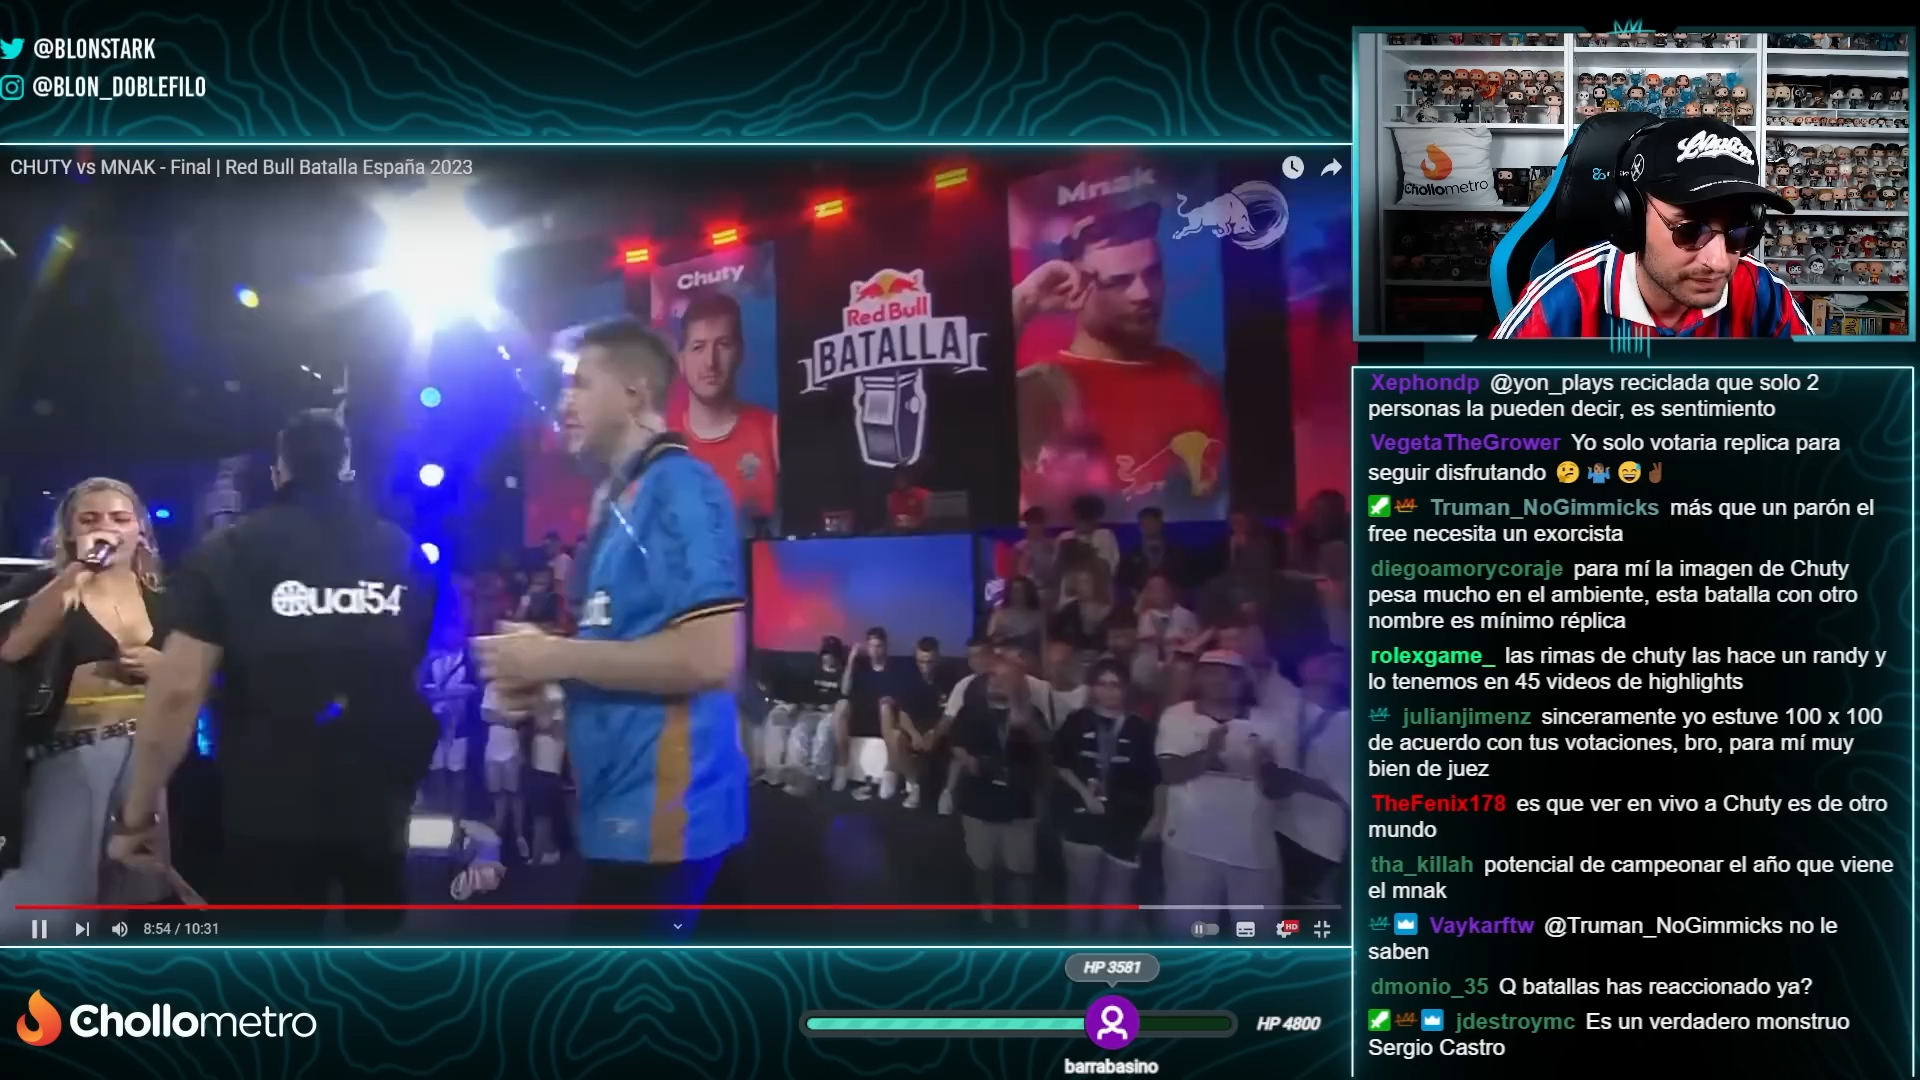 @BLONSTARK
@BLON_DOBLEFILO
CHUTY vs MNAK - Final | Red Bull Batalla España 2023
Chuty
Mnak
Red Bull
BATALLA
Quai54
8:54 / 10:31
HD
Chollometro
HP 3581
HP 4800
barrabasino
chollometro
Xephondp @yon_plays reciclada que solo 2
personas la pueden decir, es sentimiento
VegetaTheGrower Yo solo votaria replica para
seguir disfrutando 🤔 🤷🏾‍♂️ 😅 ✌🏾
Truman_NoGimmicks más que un parón el
free necesita un exorcista
diegoamorycoraje para mí la imagen de Chuty
pesa mucho en el ambiente, esta batalla con otro
nombre es mínimo réplica
rolexgame_ las rimas de chuty las hace un randy y
lo tenemos en 45 videos de highlights
julianjimenz sinceramente yo estuve 100 x 100
de acuerdo con tus votaciones, bro, para mí muy
bien de juez
TheFenix178 es que ver en vivo a Chuty es de otro
mundo
tha_killah potencial de campeonar el año que viene
el mnak
Vaykarftw @Truman_NoGimmicks no le
saben
dmonio_35 Q batallas has reaccionado ya?
jdestroymc Es un verdadero monstruo
Sergio Castro